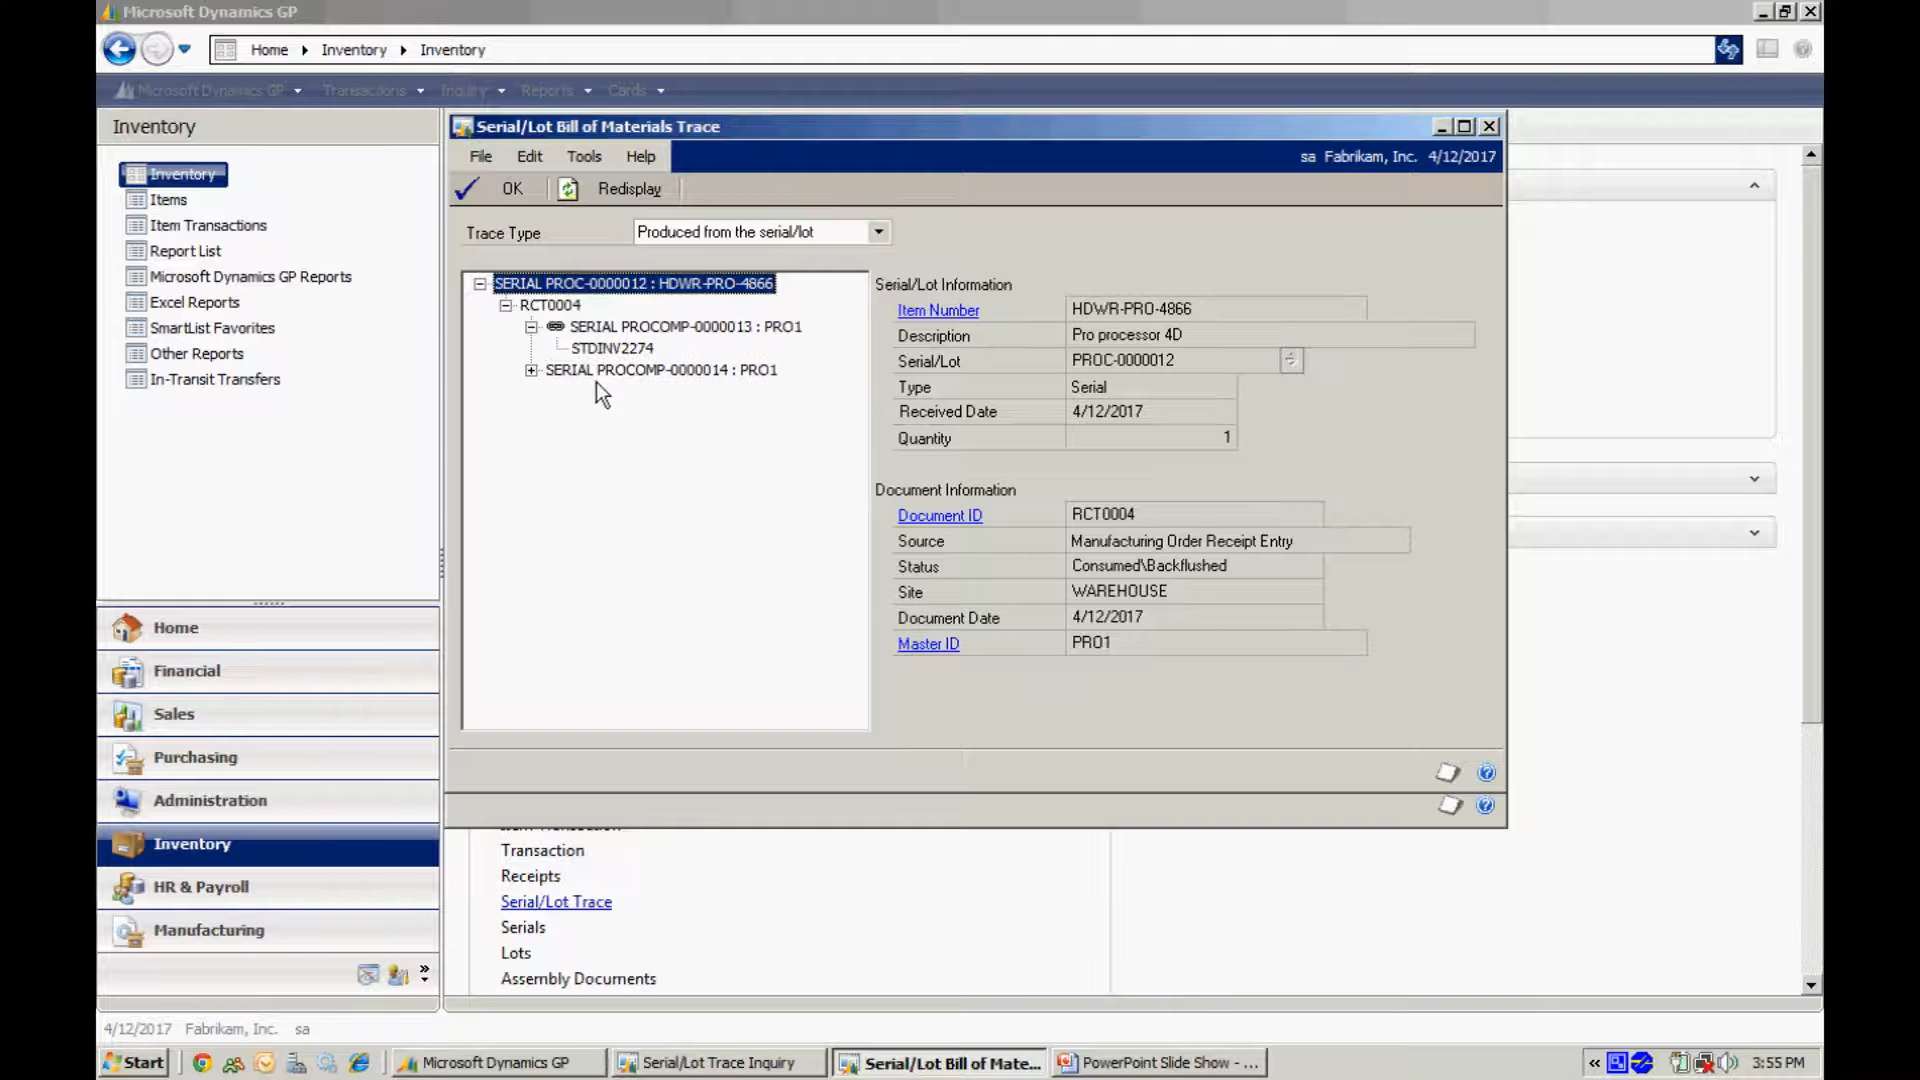 Microsoft Dynamics GP
Home Inventory Inventory
Microsoft Dynamics GP Transactions Inquiry Reports Cards
Inventory
Inventory
Items
Item Transactions
Report List
Microsoft Dynamics GP Reports
Excel Reports
SmartList Favorites
Other Reports
In-Transit Transfers
Home
Financial
Sales
Purchasing
Administration
Inventory
HR & Payroll
Manufacturing
Serial/Lot Bill of Materials Trace
File Edit Tools Help
sa Fabrikam, Inc. 4/12/2017
OK Redisplay
Trace Type Produced from the serial/lot
SERIAL PROC-0000012 : HDWR-PRO-4866
RCT0004
SERIAL PROCOMP-0000013 : PRO1
STDINV2274
SERIAL PROCOMP-0000014 : PRO1
Serial/Lot Information
Item Number HDWR-PRO-4866
Description Pro processor 4D
Serial/Lot PROC-0000012
Type Serial
Received Date 4/12/2017
Quantity 1
Document Information
Document ID RCT0004
Source Manufacturing Order Receipt Entry
Status Consumed\Backflushed
Site WAREHOUSE
Document Date 4/12/2017
Master ID PRO1
Transaction
Receipts
Serial/Lot Trace
Serials
Lots
Assembly Documents
4/12/2017 Fabrikam, Inc. sa
Start Microsoft Dynamics GP Serial/Lot Trace Inquiry Serial/Lot Bill of Mate... PowerPoint Slide Show - ... 3:55 PM